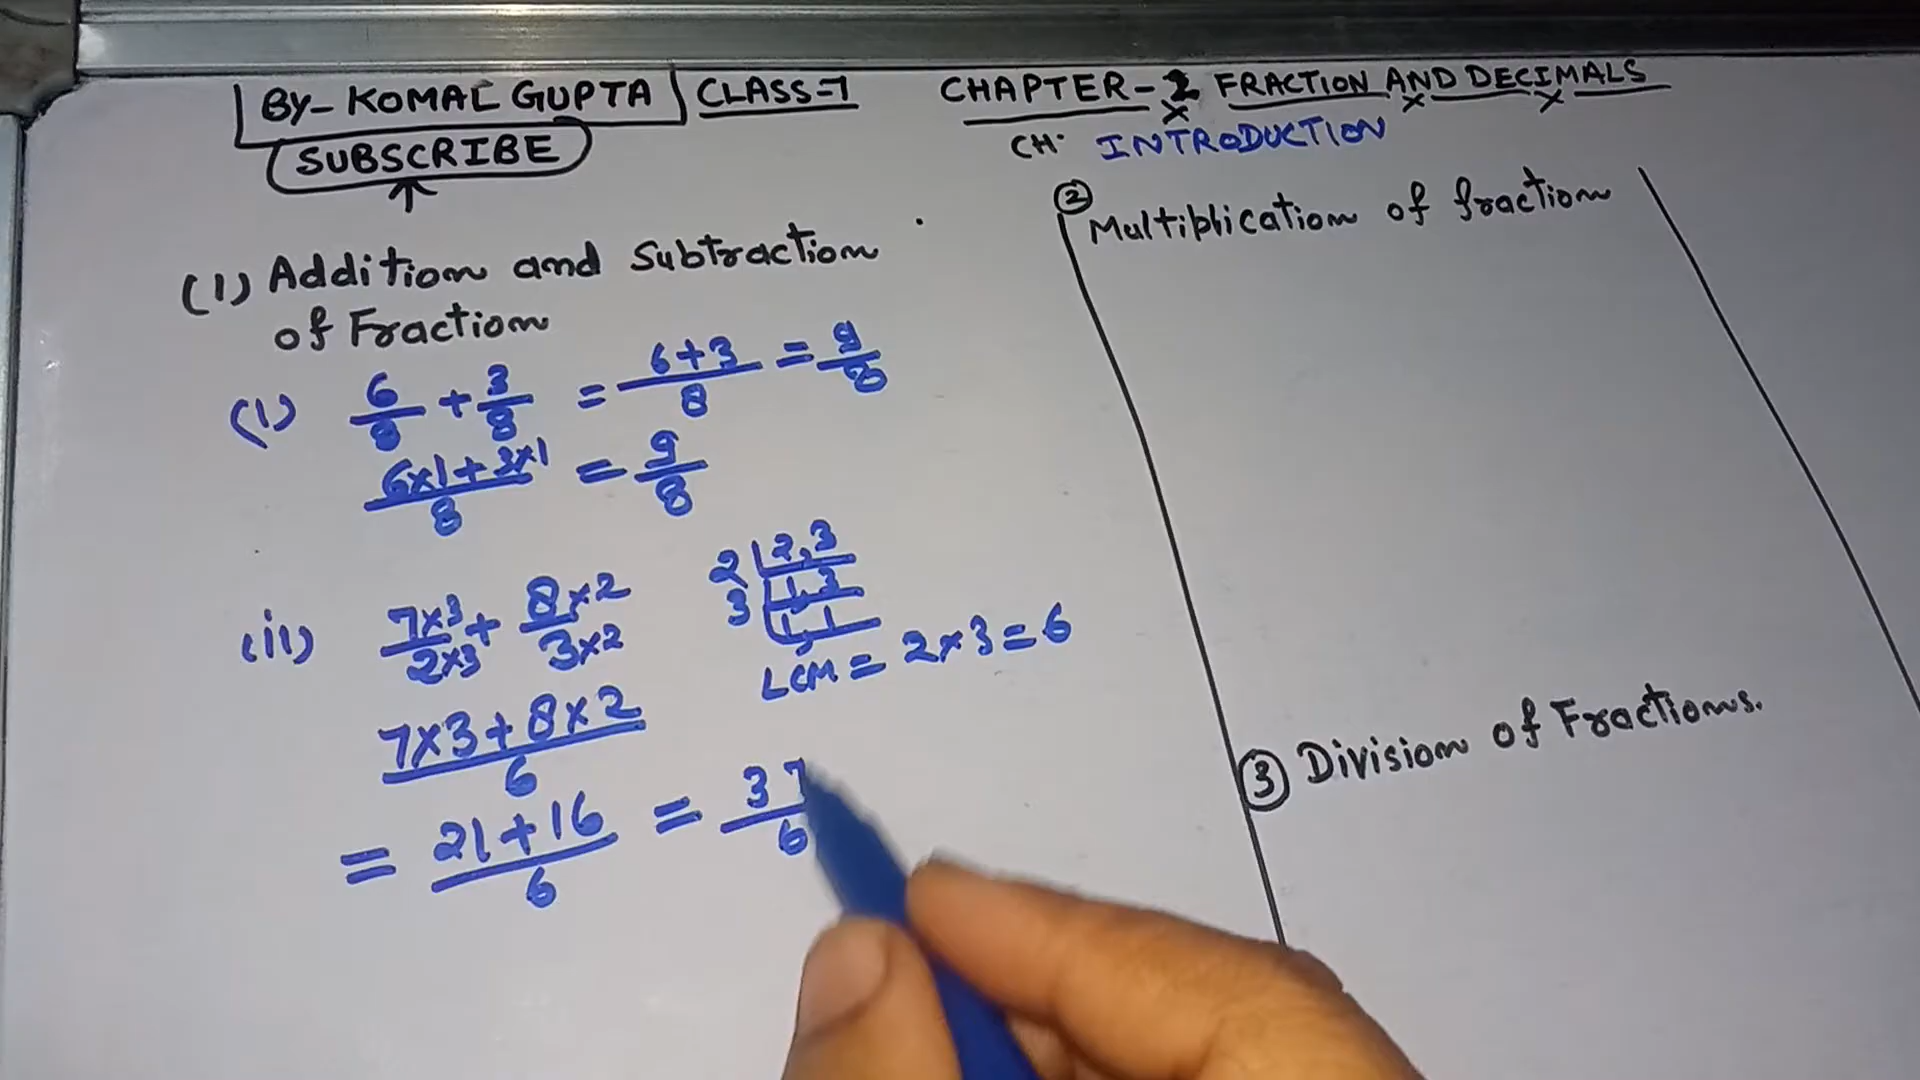 BY- KOMAL GUPTA CLASS-7
SUBSCRIBE
↑
CHAPTER-2 FRACTION AND DECIMALS
CH· INTRODUCTION
(1) Addition and Subtraction
of Fraction
(1) 6/8 + 3/8 = 6+3/8 = 9/8
6×1+3×1/8 = 9/8
(ii) 7×3/2×3 + 8×2/3×2
2 | 2, 3
3 | 1, 3
1, 1
LCM = 2×3 = 6
7×3+8×2/6
= 21+16/6 = 37/6
② Multiplication of fraction
③ Division of Fractions.